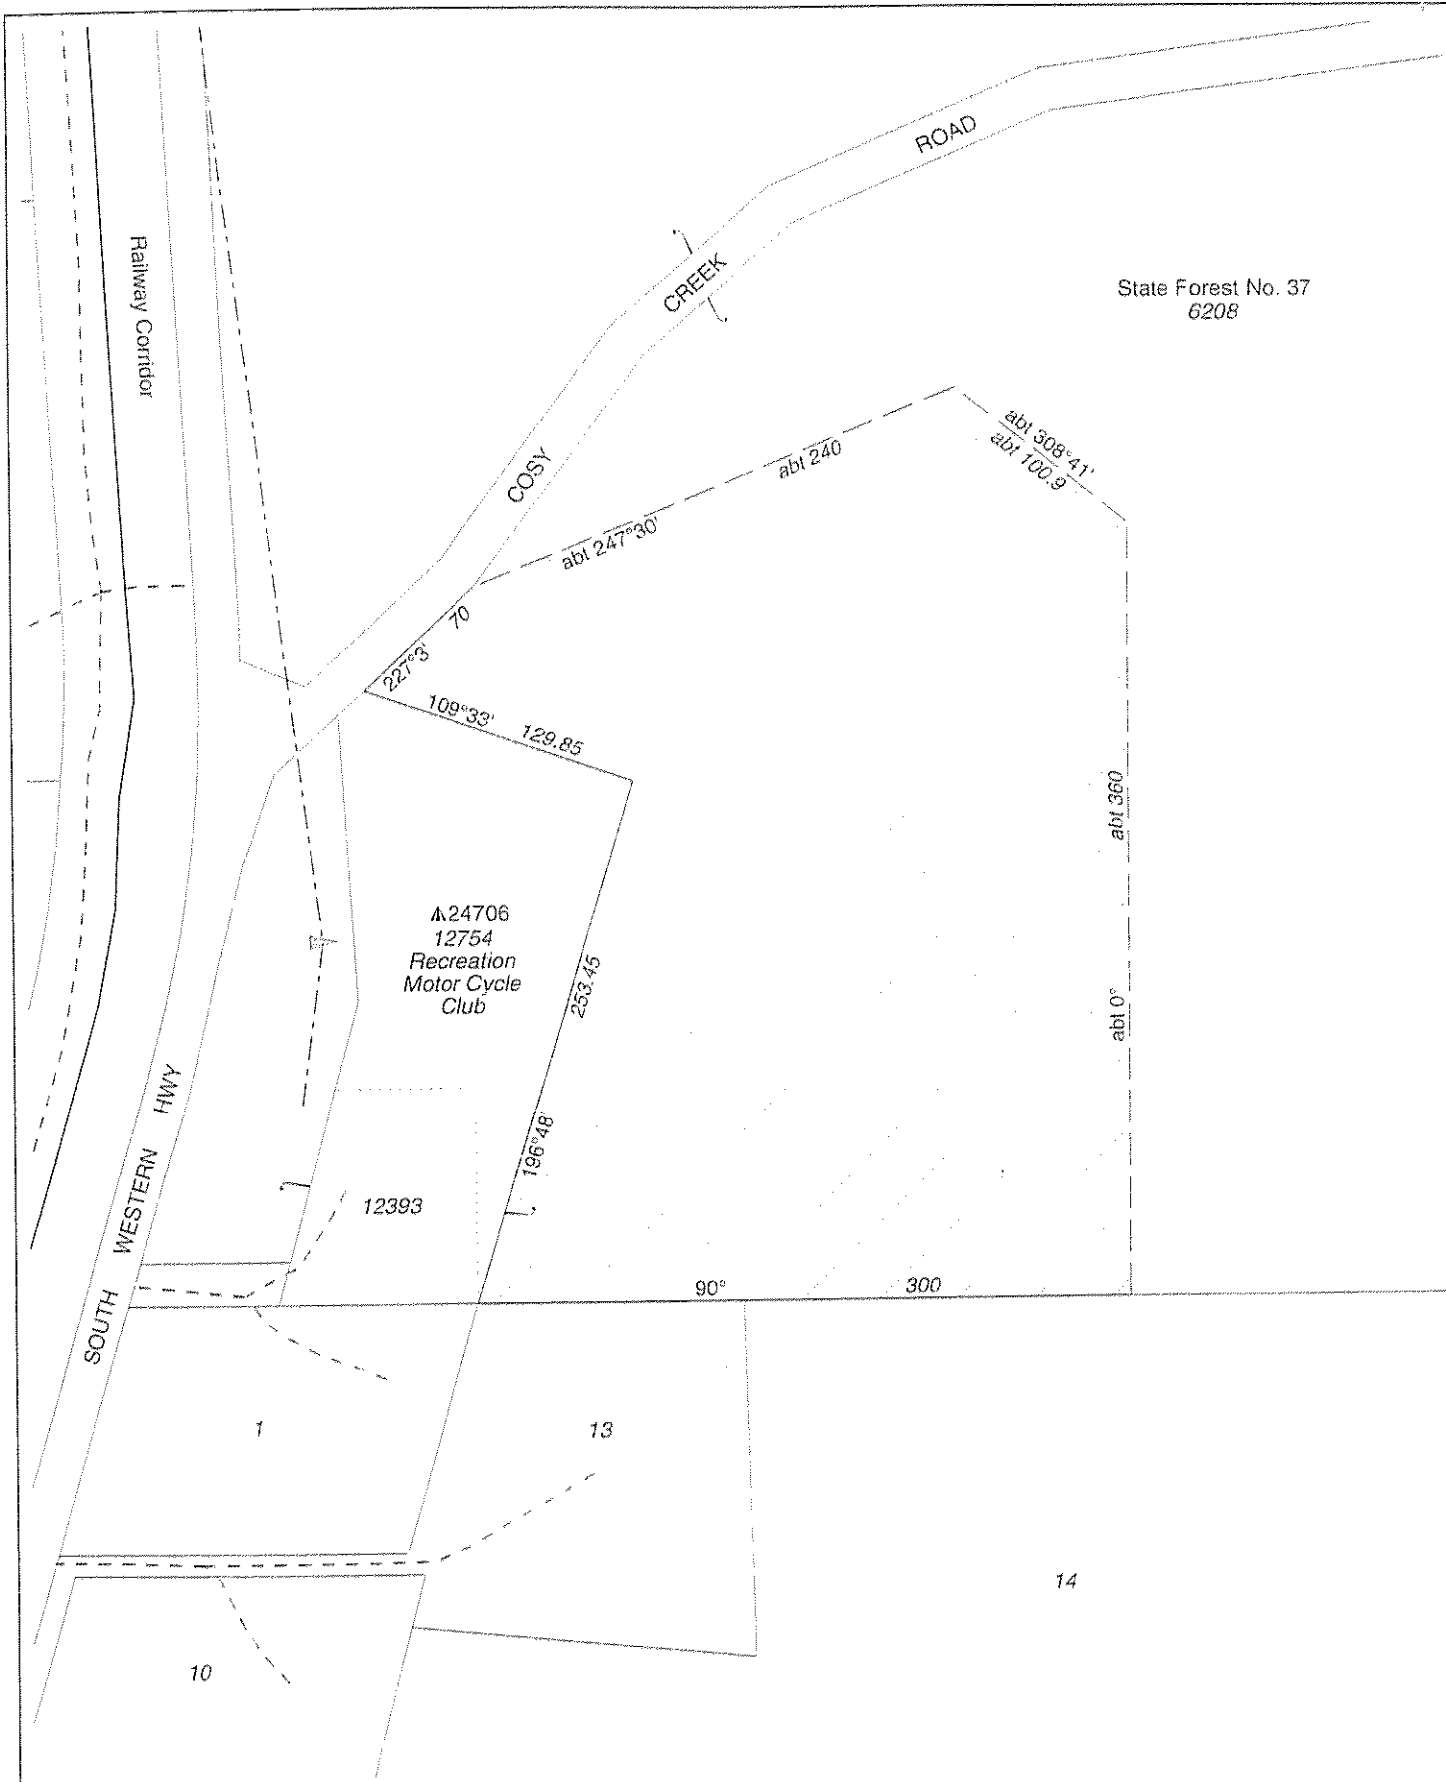 ROAD
Railway Corridor
CREEK
State Forest No. 37
6208
COSY
abt 240
abt 308°41'
abt 100.9
abt 247°30'
70
227°3'
109°33'
129.85
abt 360
⚠24706
12754
Recreation
Motor Cycle
Club
253.45
abt 0°
SOUTH WESTERN HWY
196°48'
12393
90°
300
1
13
14
10